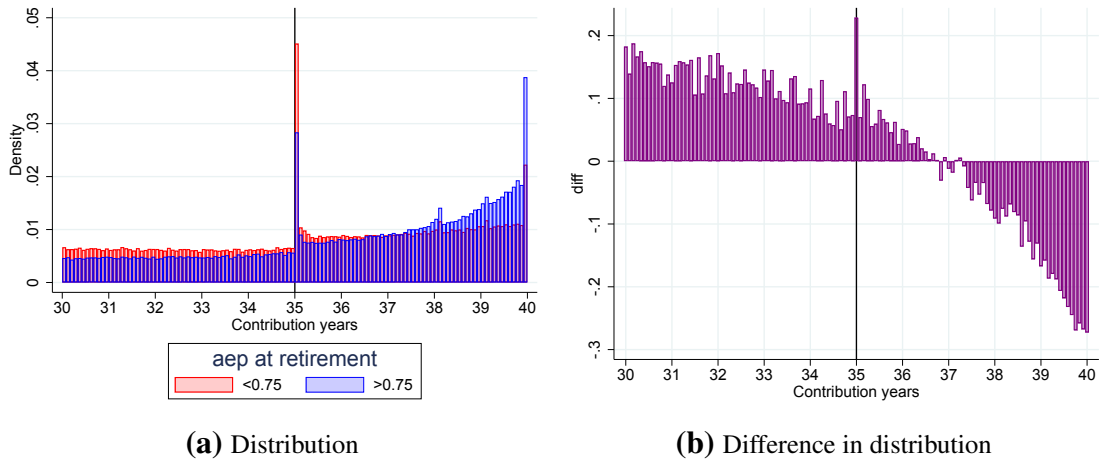 .05
.04
.03
.02
.01
0
Density
30 31 32 33 34 35 36 37 38 39 40
Contribution years
aep at retirement
<0.75 >0.75
(a) Distribution
.2
.1
0
-.1
-.2
-.3
diff
30 31 32 33 34 35 36 37 38 39 40
Contribution years
(b) Difference in distribution